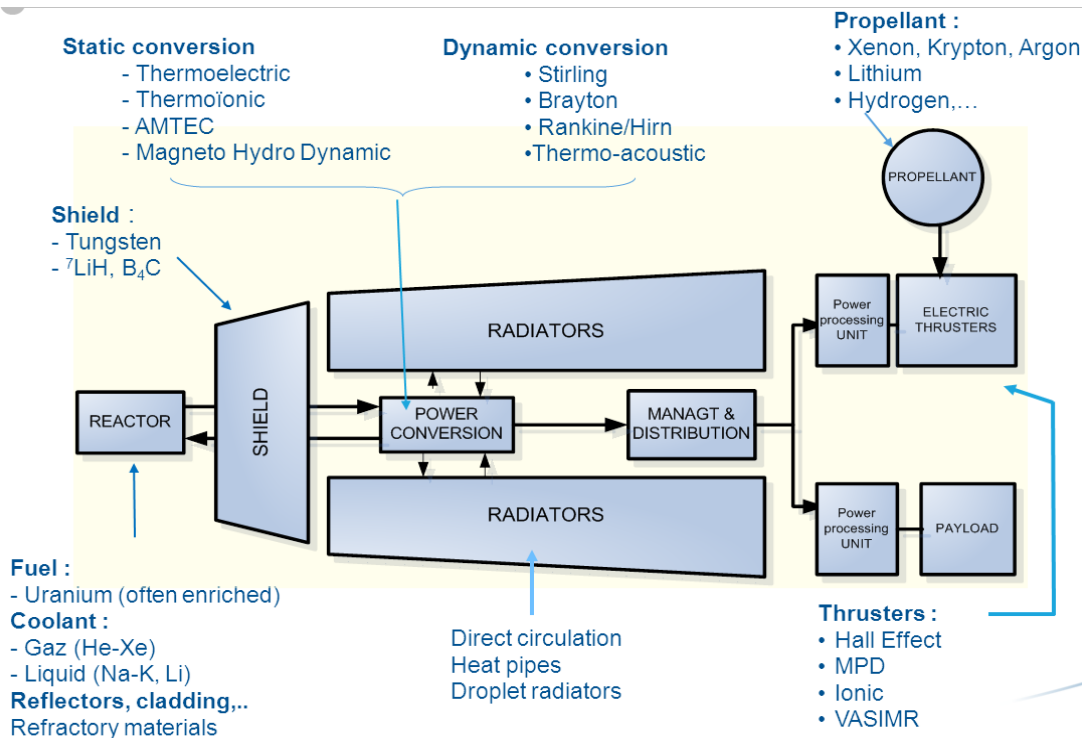 Static conversion
- Thermoelectric
- Thermoïonic
- AMTEC
- Magneto Hydro Dynamic
Dynamic conversion
• Stirling
• Brayton
• Rankine/Hirn
•Thermo-acoustic
Propellant :
• Xenon, Krypton, Argon
• Lithium
• Hydrogen,…
PROPELLANT
Shield :
- Tungsten
- ⁷LiH, B₄C
RADIATORS
Power
processing
UNIT
ELECTRIC
THRUSTERS
REACTOR
SHIELD
POWER
CONVERSION
MANAGT &
DISTRIBUTION
RADIATORS
Power
processing
UNIT
PAYLOAD
Fuel :
- Uranium (often enriched)
Coolant :
- Gaz (He-Xe)
- Liquid (Na-K, Li)
Reflectors, cladding,..
Refractory materials
Direct circulation
Heat pipes
Droplet radiators
Thrusters :
• Hall Effect
• MPD
• Ionic
• VASIMR